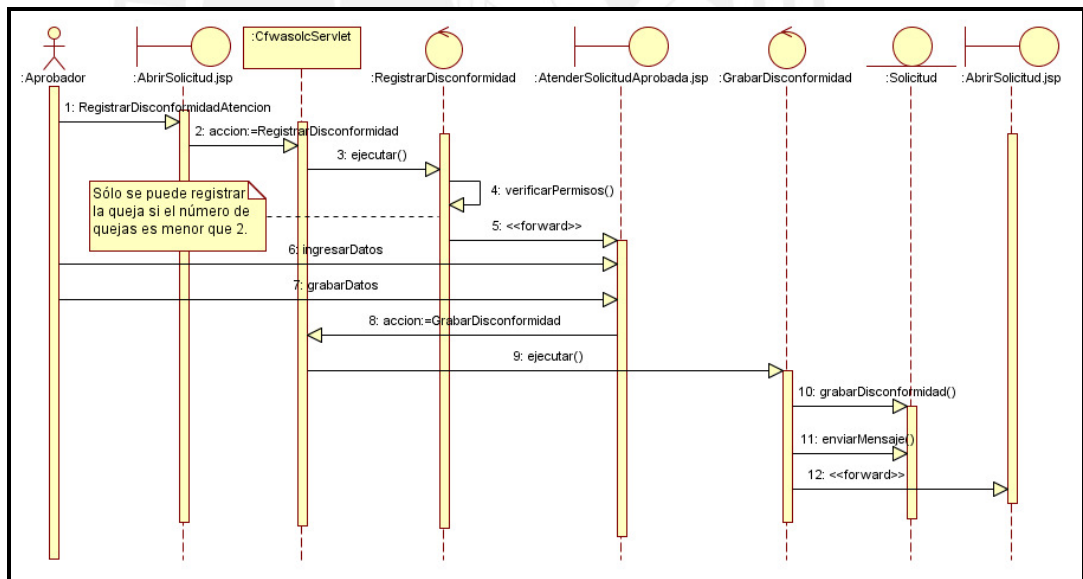 :CfwasolcServlet
:Aprobador
:AbrirSolicitud.jsp
:RegistrarDisconformidad
:AtenderSolicitudAprobada.jsp
:GrabarDisconformidad
:Solicitud
:AbrirSolicitud.jsp
1: RegistrarDisconformidadAtencion
2: accion:=RegistrarDisconformidad
3: ejecutar()
4: verificarPermisos()
Sólo se puede registrar
la queja si el número de
quejas es menor que 2.
5: <<forward>>
6: ingresarDatos
7: grabarDatos
8: accion:=GrabarDisconformidad
9: ejecutar()
10: grabarDisconformidad()
11: enviarMensaje()
12: <<forward>>